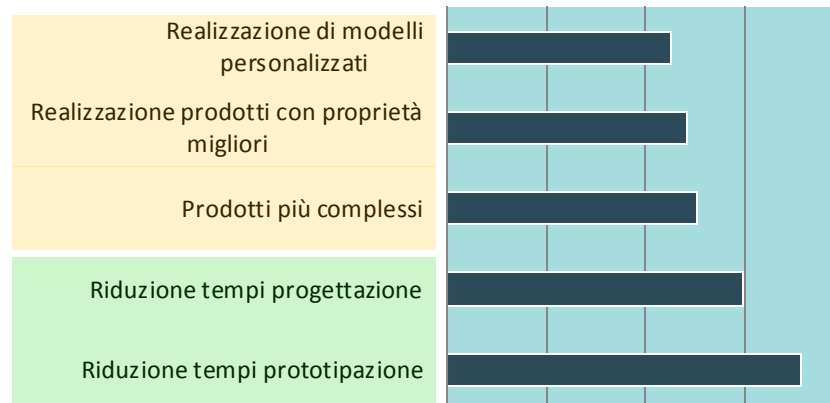 Realizzazione di modelli
personalizzati
Realizzazione prodotti con proprietà
migliori
Prodotti più complessi
Riduzione tempi progettazione
Riduzione tempi prototipazione